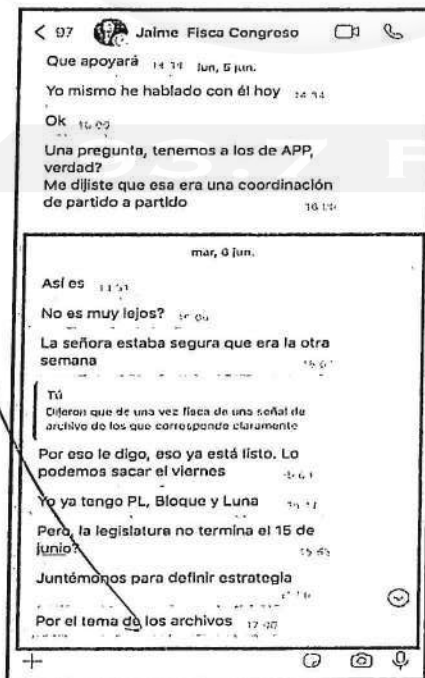 < 97 Jaime Fisca Congreso
Que apoyará lun, 5 jun.
Yo mismo he hablado con él hoy
Ok
Una pregunta, tenemos a los de APP,
verdad?
Me dijiste que esa era una coordinación
de partido a partido
mar, 6 jun.
Así es
No es muy lejos?
La señora estaba segura que era la otra
semana
Tú
Dijeron que de una vez fisca de una señal de
archivo de los que corresponde claramente
Por eso le digo, eso ya está listo. Lo
podemos sacar el viernes
Yo ya tengo PL, Bloque y Luna
Pero, la legislatura no termina el 15 de
junio?
Juntémonos para definir estrategia
Por el tema de los archivos
93.7 F